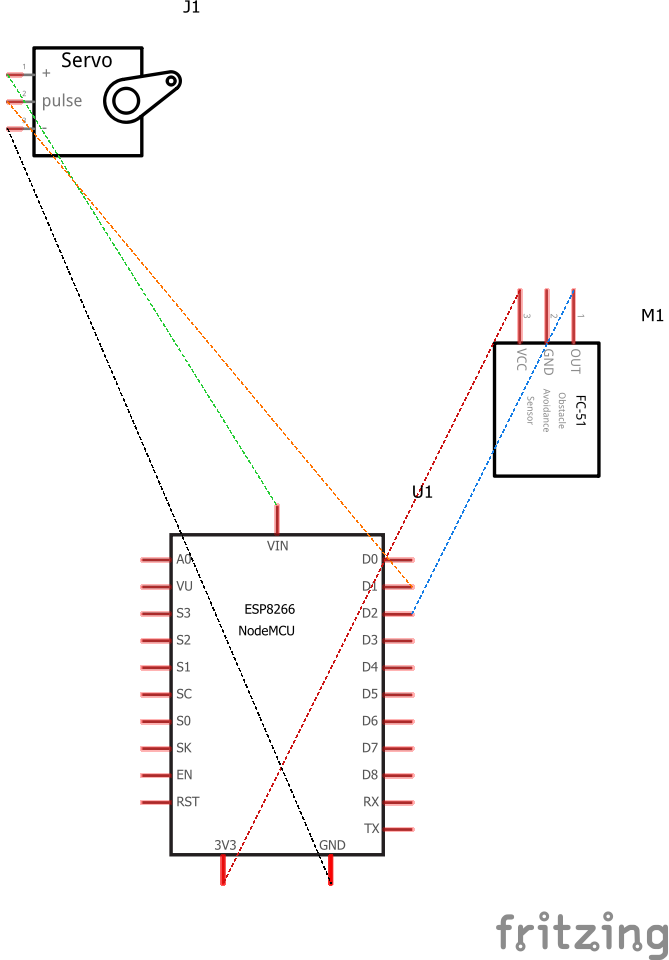 J1
Servo
1
+
2
pulse
3
−
M1
3
2
1
VCC
GND
OUT
FC-51
Obstacle
Avoidance
Sensor
U1
VIN
A0
D0
VU
D1
S3
ESP8266
D2
S2
NodeMCU
D3
S1
D4
SC
D5
S0
D6
SK
D7
EN
D8
RST
RX
TX
3V3
GND
fritzing